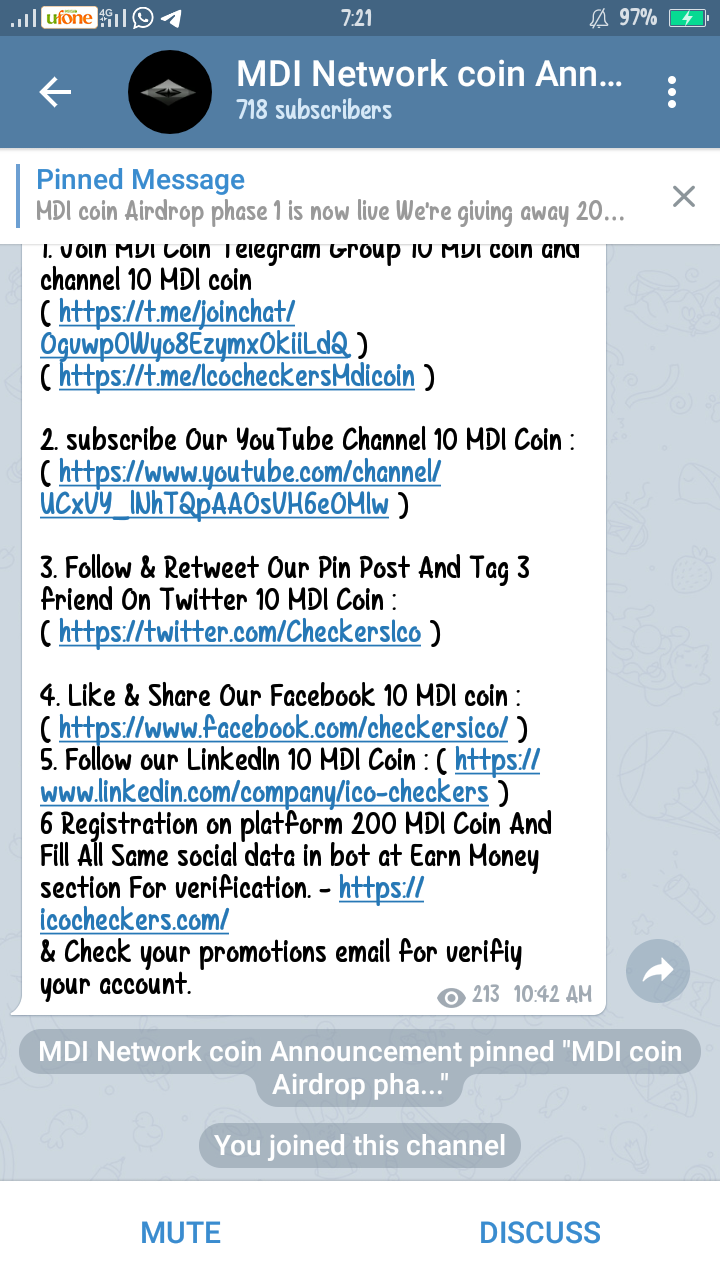 ufone 4G 7:21 97%
MDI Network coin Ann...
718 subscribers
Pinned Message
MDI coin Airdrop phase 1 is now live We're giving away 20...
1. Join MDI Coin Telegram Group 10 MDI coin and
channel 10 MDI coin
( https://t.me/joinchat/
OguwpOWyo8EzymxOkiiLdQ )
( https://t.me/IcocheckersMdicoin )
2. subscribe Our YouTube Channel 10 MDI Coin :
( https://www.youtube.com/channel/
UCxUY_lNhTQpAAOsUH6eOMlw )
3. Follow & Retweet Our Pin Post And Tag 3
friend On Twitter 10 MDI Coin :
( https://twitter.com/CheckersIco )
4. Like & Share Our Facebook 10 MDI coin :
( https://www.facebook.com/checkersico/ )
5. Follow our LinkedIn 10 MDI Coin : ( https://
www.linkedin.com/company/ico-checkers )
6 Registration on platform 200 MDI Coin And
Fill All Same social data in bot at Earn Money
section For verification. - https://
icocheckers.com/
& Check your promotions email for verifiy
your account.
213 10:42 AM
MDI Network coin Announcement pinned "MDI coin
Airdrop pha..."
You joined this channel
MUTE DISCUSS